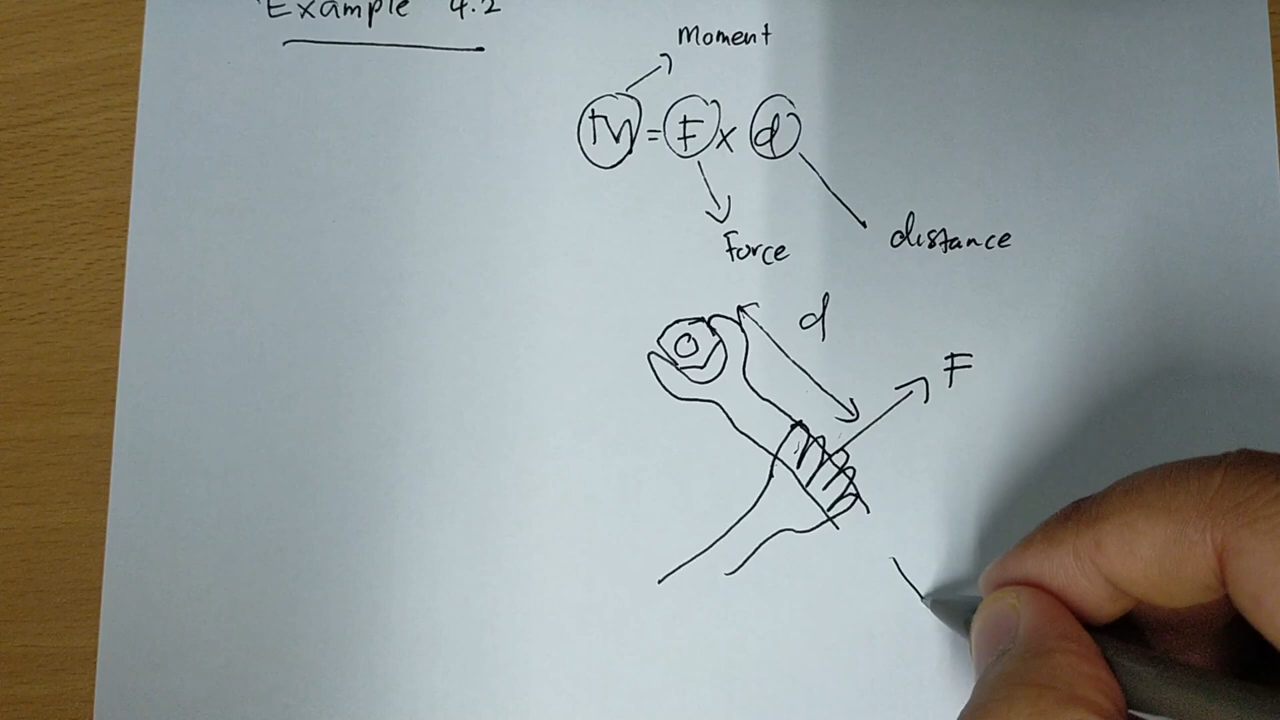 Example 4.2
Moment
M = F x d
Force
distance
d
F